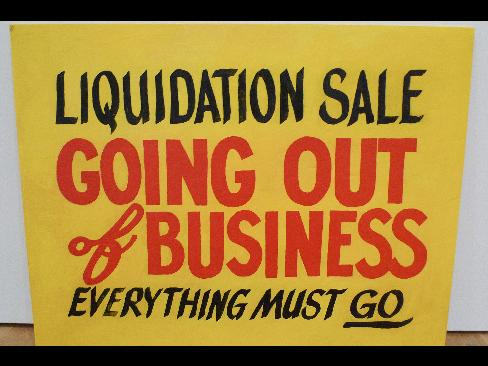 LIQUIDATION SALE
GOING OUT
of BUSINESS
EVERYTHING MUST GO